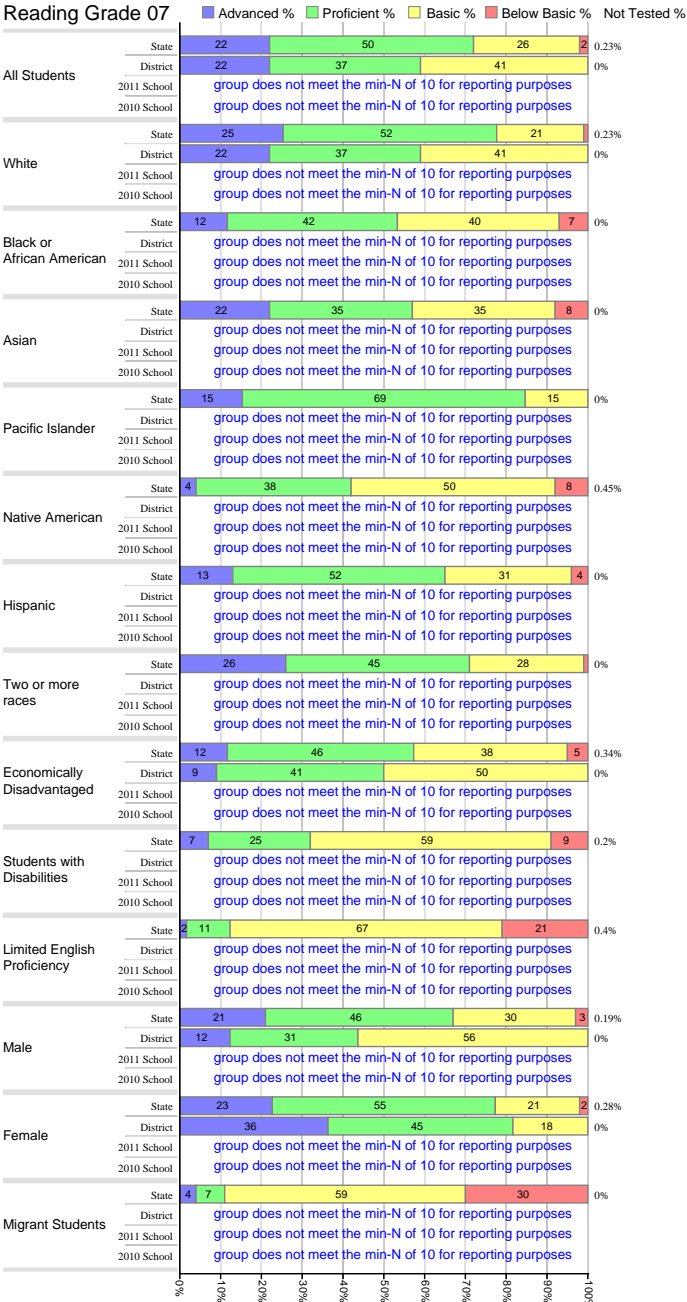 Reading Grade 07 Advanced % Proficient % Basic % Below Basic % Not Tested %
All Students
State 22 50 26 2 0.23%
District 22 37 41 0%
2011 School group does not meet the min-N of 10 for reporting purposes
2010 School group does not meet the min-N of 10 for reporting purposes
White
State 25 52 21 0.23%
District 22 37 41 0%
2011 School group does not meet the min-N of 10 for reporting purposes
2010 School group does not meet the min-N of 10 for reporting purposes
Black or
African American
State 12 42 40 7 0%
District group does not meet the min-N of 10 for reporting purposes
2011 School group does not meet the min-N of 10 for reporting purposes
2010 School group does not meet the min-N of 10 for reporting purposes
Asian
State 22 35 35 8 0%
District group does not meet the min-N of 10 for reporting purposes
2011 School group does not meet the min-N of 10 for reporting purposes
2010 School group does not meet the min-N of 10 for reporting purposes
Pacific Islander
State 15 69 15 0%
District group does not meet the min-N of 10 for reporting purposes
2011 School group does not meet the min-N of 10 for reporting purposes
2010 School group does not meet the min-N of 10 for reporting purposes
Native American
State 4 38 50 8 0.45%
District group does not meet the min-N of 10 for reporting purposes
2011 School group does not meet the min-N of 10 for reporting purposes
2010 School group does not meet the min-N of 10 for reporting purposes
Hispanic
State 13 52 31 4 0%
District group does not meet the min-N of 10 for reporting purposes
2011 School group does not meet the min-N of 10 for reporting purposes
2010 School group does not meet the min-N of 10 for reporting purposes
Two or more
races
State 26 45 28 0%
District group does not meet the min-N of 10 for reporting purposes
2011 School group does not meet the min-N of 10 for reporting purposes
2010 School group does not meet the min-N of 10 for reporting purposes
Economically
Disadvantaged
State 12 46 38 5 0.34%
District 9 41 50 0%
2011 School group does not meet the min-N of 10 for reporting purposes
2010 School group does not meet the min-N of 10 for reporting purposes
Students with
Disabilities
State 7 25 59 9 0.2%
District group does not meet the min-N of 10 for reporting purposes
2011 School group does not meet the min-N of 10 for reporting purposes
2010 School group does not meet the min-N of 10 for reporting purposes
Limited English
Proficiency
State 2 11 67 21 0.4%
District group does not meet the min-N of 10 for reporting purposes
2011 School group does not meet the min-N of 10 for reporting purposes
2010 School group does not meet the min-N of 10 for reporting purposes
Male
State 21 46 30 3 0.19%
District 12 31 56 0%
2011 School group does not meet the min-N of 10 for reporting purposes
2010 School group does not meet the min-N of 10 for reporting purposes
Female
State 23 55 21 2 0.28%
District 36 45 18 0%
2011 School group does not meet the min-N of 10 for reporting purposes
2010 School group does not meet the min-N of 10 for reporting purposes
Migrant Students
State 4 7 59 30 0%
District group does not meet the min-N of 10 for reporting purposes
2011 School group does not meet the min-N of 10 for reporting purposes
2010 School group does not meet the min-N of 10 for reporting purposes
0% 10% 20% 30% 40% 50% 60% 70% 80% 90% 100%